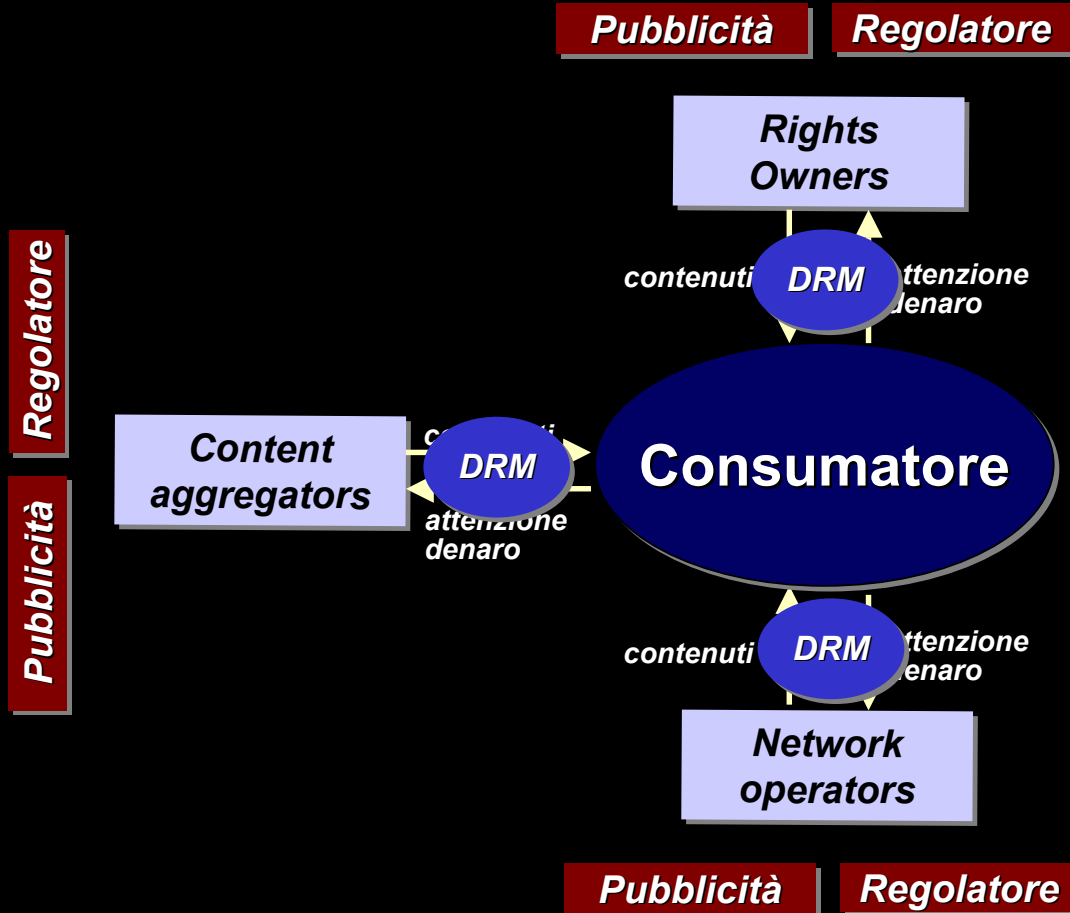 Pubblicità
Regolatore
Rights
Owners
contenuti
DRM
denaro
Regolatore
Content
aggregators
DRM
attenzione
denaro
Consumatore
Pubblicità
contenuti
DRM
Network
operators
Pubblicità
Regolatore